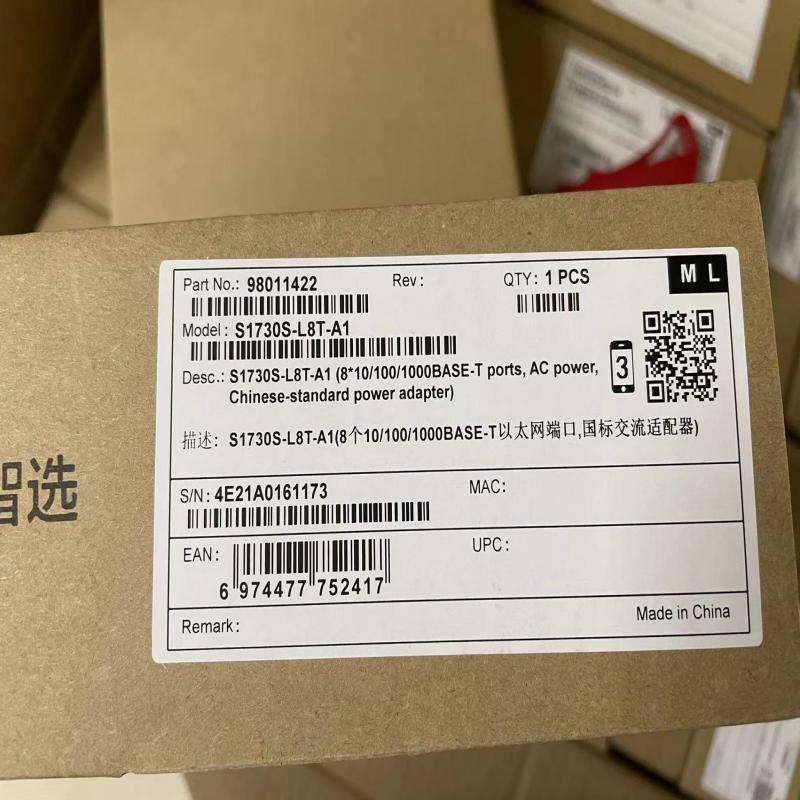 Part No.: 98011422 Rev: QTY: 1 PCS M L
Model: S1730S-L8T-A1
3
Desc.: S1730S-L8T-A1 (8*10/100/1000BASE-T ports, AC power,
Chinese-standard power adapter)
描述: S1730S-L8T-A1(8个10/100/1000BASE-T以太网端口,国标交流适配器)
智选
S/N: 4E21A0161173 MAC:
EAN: UPC:
6 974477 752417
Remark: Made in China